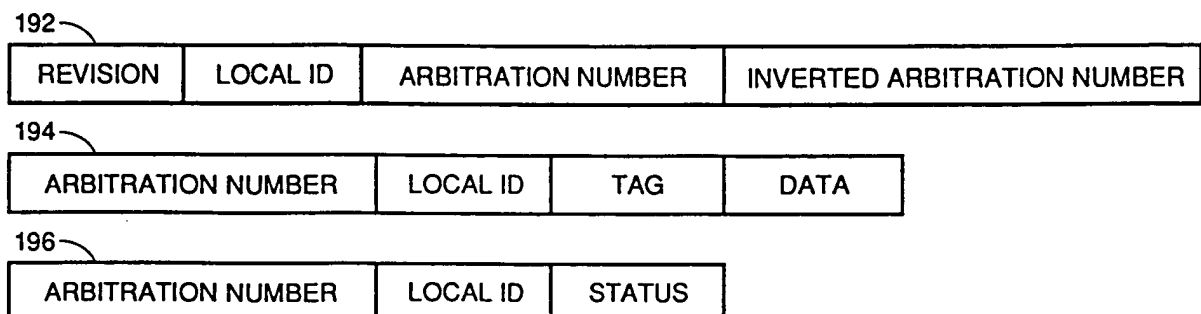 192
REVISION LOCAL ID ARBITRATION NUMBER INVERTED ARBITRATION NUMBER
194
ARBITRATION NUMBER LOCAL ID TAG DATA
196
ARBITRATION NUMBER LOCAL ID STATUS